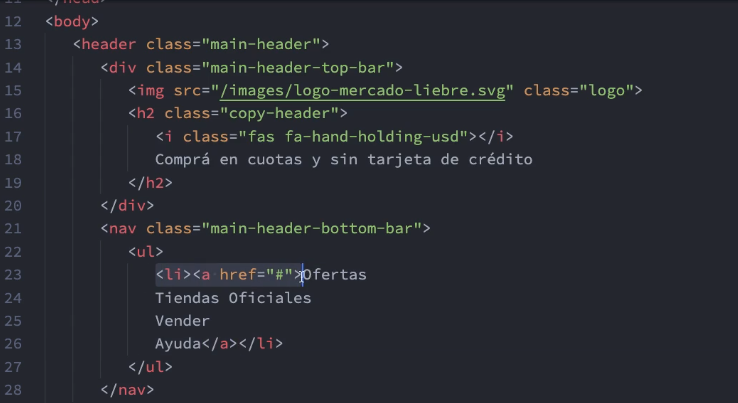 12 <body>
13 <header class="main-header">
14 <div class="main-header-top-bar">
15 <img src="/images/logo-mercado-liebre.svg" class="logo">
16 <h2 class="copy-header">
17 <i class="fas fa-hand-holding-usd"></i>
18 Comprá en cuotas y sin tarjeta de crédito
19 </h2>
20 </div>
21 <nav class="main-header-bottom-bar">
22 <ul>
23 <li><a href="#">Ofertas
24 Tiendas Oficiales
25 Vender
26 Ayuda</a></li>
27 </ul>
28 </nav>